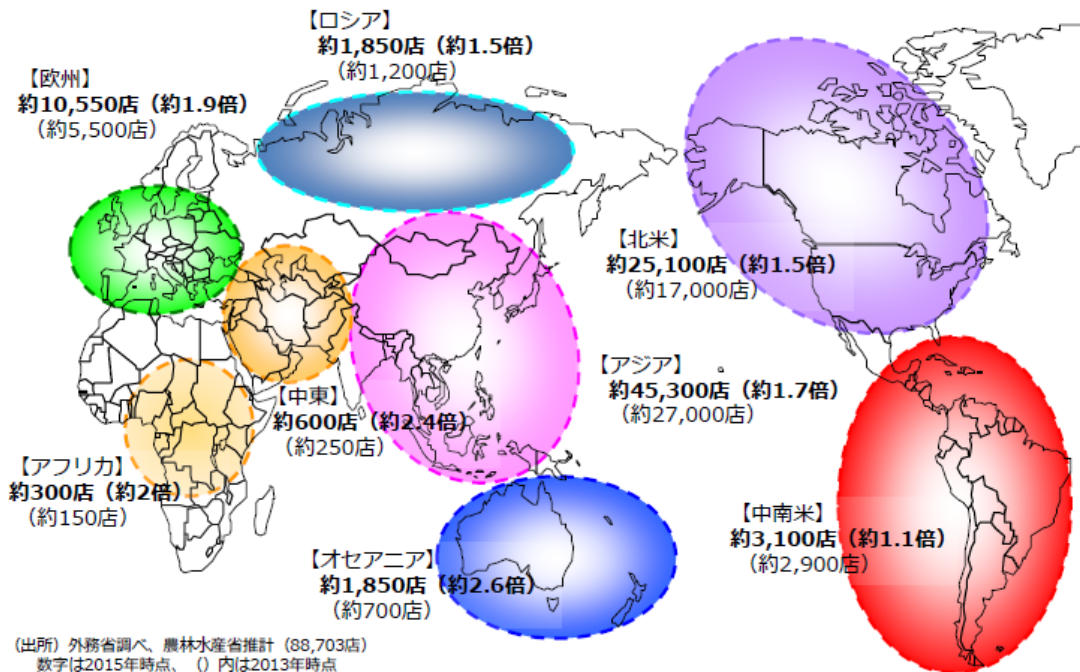 【ロシア】
約1,850店（約1.5倍）
（約1,200店）
【欧州】
約10,550店（約1.9倍）
（約5,500店）
【北米】
約25,100店（約1.5倍）
（約17,000店）
【アジア】
約45,300店（約1.7倍）
（約27,000店）
【中東】
約600店（約2.4倍）
（約250店）
【アフリカ】
約300店（約2倍）
（約150店）
【オセアニア】
約1,850店（約2.6倍）
（約700店）
【中南米】
約3,100店（約1.1倍）
（約2,900店）
（出所）外務省調べ、農林水産省推計（88,703店）
数字は2015年時点、（）内は2013年時点